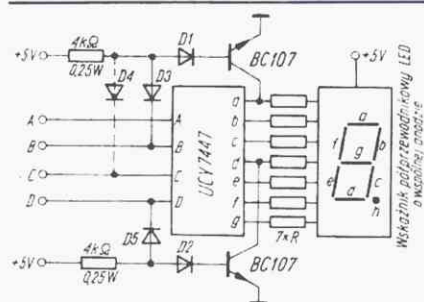 +5V
4kΩ
0,25W
D1
BC107
D4
D3
+5V
A
B
C
D
A
B
C
D
UCY7447
a
b
c
d
e
f
g
7×R
a
f
b
g
e
c
d
h
Wskaźnik półprzewodnikowy LED
o wspólnej anodzie
D5
D2
+5V
4kΩ
0,25W
BC107